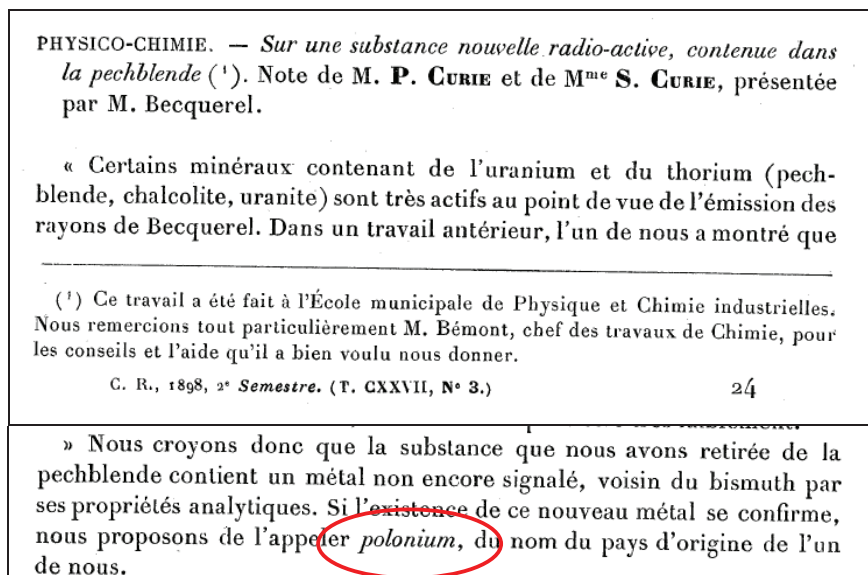 PHYSICO-CHIMIE. — Sur une substance nouvelle radio-active, contenue dans
la pechblende (¹). Note de M. P. Curie et de Mᵐᵉ S. Curie, présentée
par M. Becquerel.
« Certains minéraux contenant de l'uranium et du thorium (pech-
blende, chalcolite, uranite) sont très actifs au point de vue de l'émission des
rayons de Becquerel. Dans un travail antérieur, l'un de nous a montré que
(¹) Ce travail a été fait à l'École municipale de Physique et Chimie industrielles.
Nous remercions tout particulièrement M. Bémont, chef des travaux de Chimie, pour
les conseils et l'aide qu'il a bien voulu nous donner.
C. R., 1898, 2ᵉ Semestre. (T. CXXVII, N° 3.) 24
» Nous croyons donc que la substance que nous avons retirée de la
pechblende contient un métal non encore signalé, voisin du bismuth par
ses propriétés analytiques. Si l'existence de ce nouveau métal se confirme,
nous proposons de l'appeler polonium, du nom du pays d'origine de l'un
de nous.